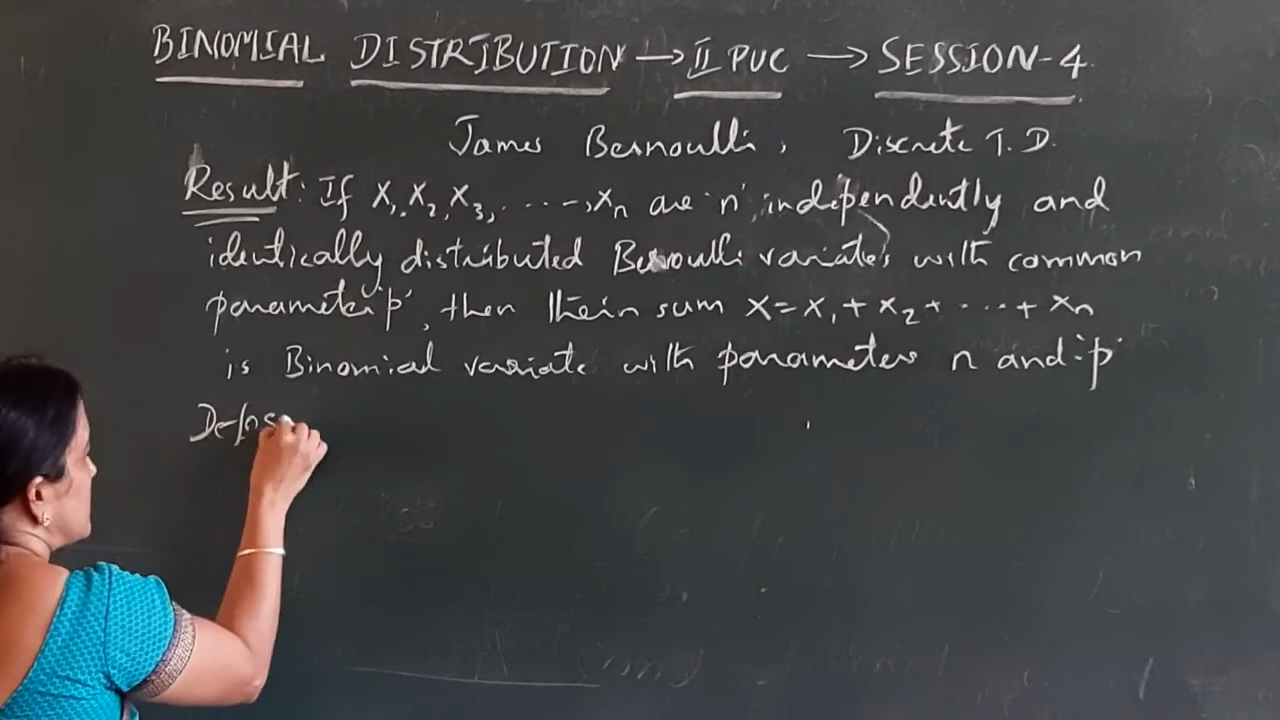 BINOMIAL DISTRIBUTION → II PUC → SESSION-4.
James Bernoulli, Discrete T. D.
Result: If X₁, X₂, X₃, ....., Xn are 'n' independently and
identically distributed Bernoulli variates with common
parameter 'p', then their sum X = X₁ + X₂ + .... + Xn
is Binomial variate with parameters n and 'p'